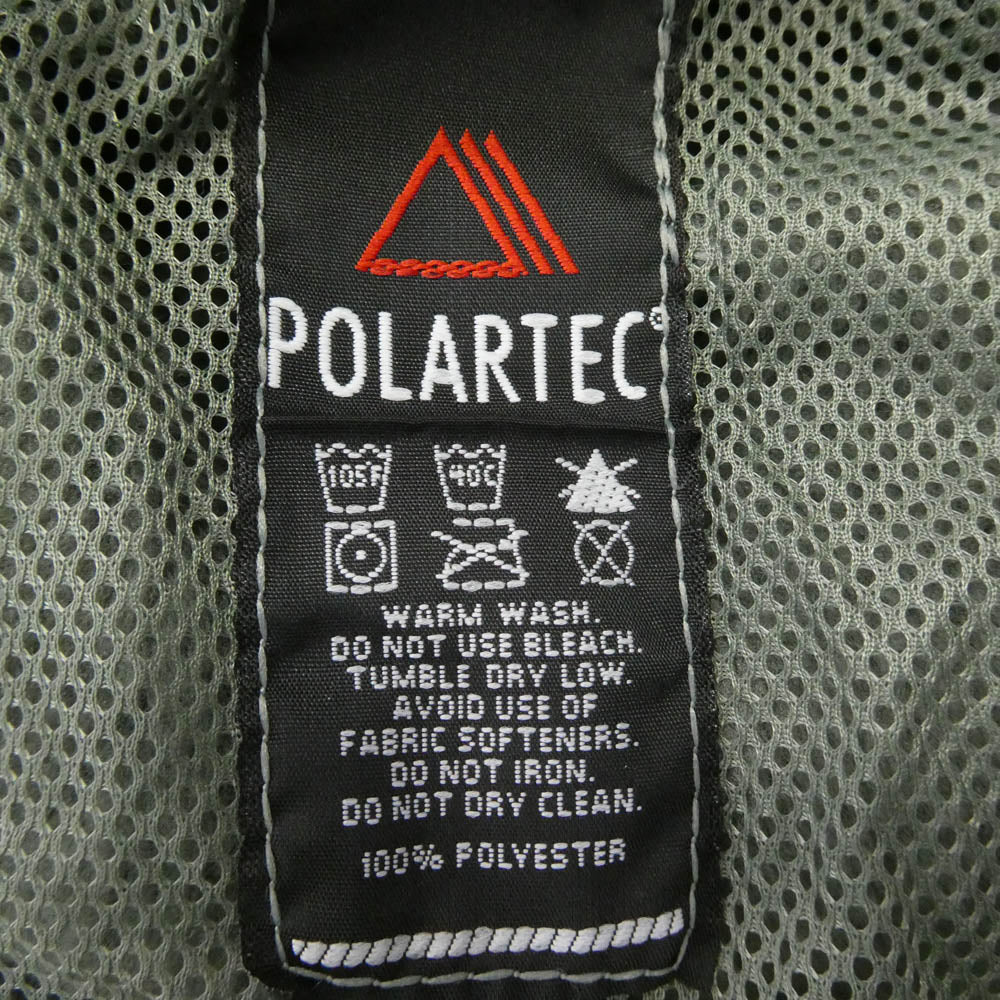 POLARTEC®
105F 40C
WARM WASH.
DO NOT USE BLEACH.
TUMBLE DRY LOW.
AVOID USE OF
FABRIC SOFTENERS.
DO NOT IRON.
DO NOT DRY CLEAN.
100% POLYESTER